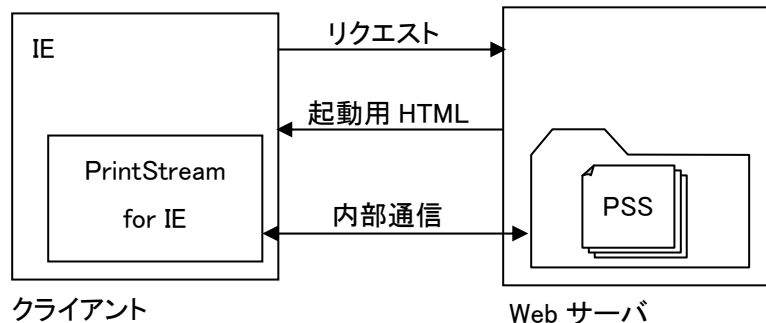 IE
リクエスト
起動用 HTML
PrintStream
for IE
内部通信
PSS
クライアント
Web サーバ